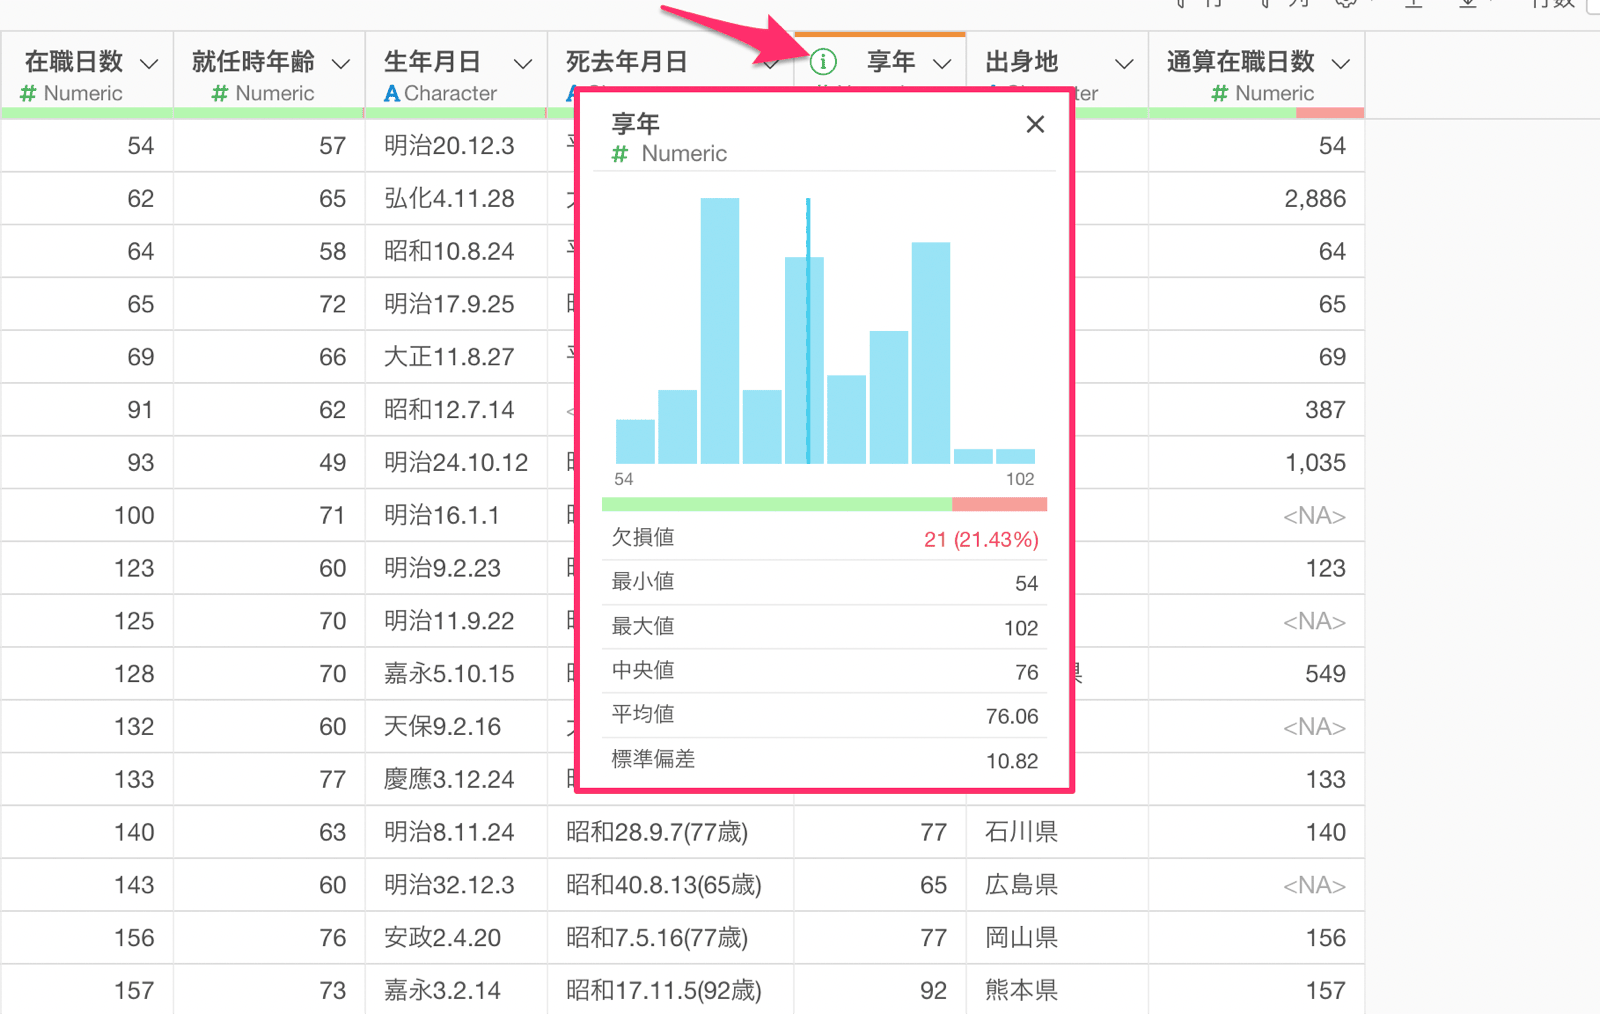 行 列 行数
在職日数 就任時年齢 生年月日 死去年月日 享年 出身地 通算在職日数
# Numeric # Numeric A Character # Numeric
享年
# Numeric
54 102
欠損値 21 (21.43%)
最小値 54
最大値 102
中央値 76
平均値 76.06
標準偏差 10.82
54 57 明治20.12.3 54
62 65 弘化4.11.28 2,886
64 58 昭和10.8.24 64
65 72 明治17.9.25 65
69 66 大正11.8.27 69
91 62 昭和12.7.14 387
93 49 明治24.10.12 1,035
100 71 明治16.1.1 <NA>
123 60 明治9.2.23 123
125 70 明治11.9.22 <NA>
128 70 嘉永5.10.15 県 549
132 60 天保9.2.16 <NA>
133 77 慶應3.12.24 133
140 63 明治8.11.24 昭和28.9.7(77歳) 77 石川県 140
143 60 明治32.12.3 昭和40.8.13(65歳) 65 広島県 <NA>
156 76 安政2.4.20 昭和7.5.16(77歳) 77 岡山県 156
157 73 嘉永3.2.14 昭和17.11.5(92歳) 92 熊本県 157